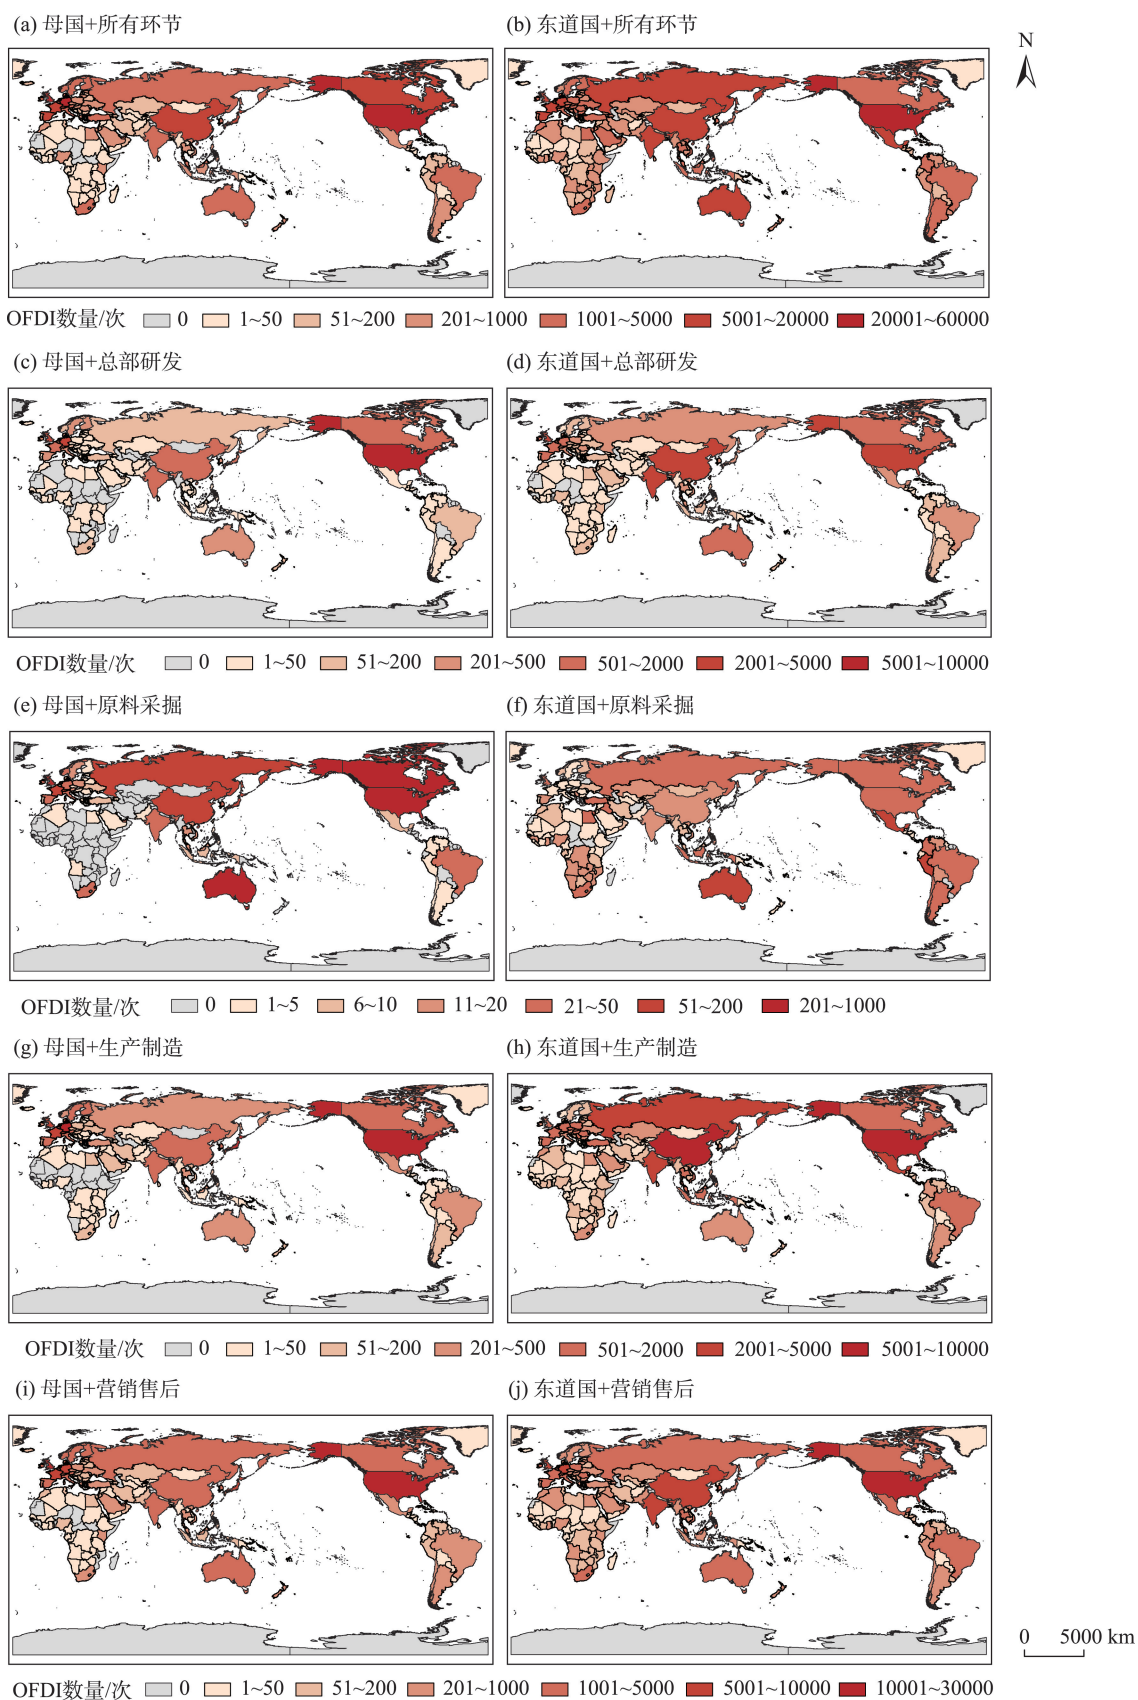 (a) 母国+所有环节
(b) 东道国+所有环节
N
OFDI数量/次 0 1~50 51~200 201~1000 1001~5000 5001~20000 20001~60000
(c) 母国+总部研发
(d) 东道国+总部研发
OFDI数量/次 0 1~50 51~200 201~500 501~2000 2001~5000 5001~10000
(e) 母国+原料采掘
(f) 东道国+原料采掘
OFDI数量/次 0 1~5 6~10 11~20 21~50 51~200 201~1000
(g) 母国+生产制造
(h) 东道国+生产制造
OFDI数量/次 0 1~50 51~200 201~500 501~2000 2001~5000 5001~10000
(i) 母国+营销售后
(j) 东道国+营销售后
0 5000 km
OFDI数量/次 0 1~50 51~200 201~1000 1001~5000 5001~10000 10001~30000